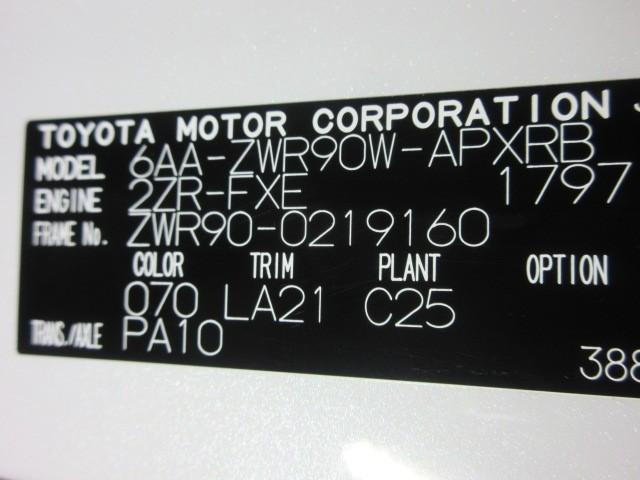 TOYOTA MOTOR CORPORATION
MODEL 6AA-ZWR90W-APXRB
ENGINE 2ZR-FXE 1797
FRAME No. ZWR90-0219160
COLOR TRIM PLANT OPTION
070 LA21 C25
TRANS./AXLE PA10
388